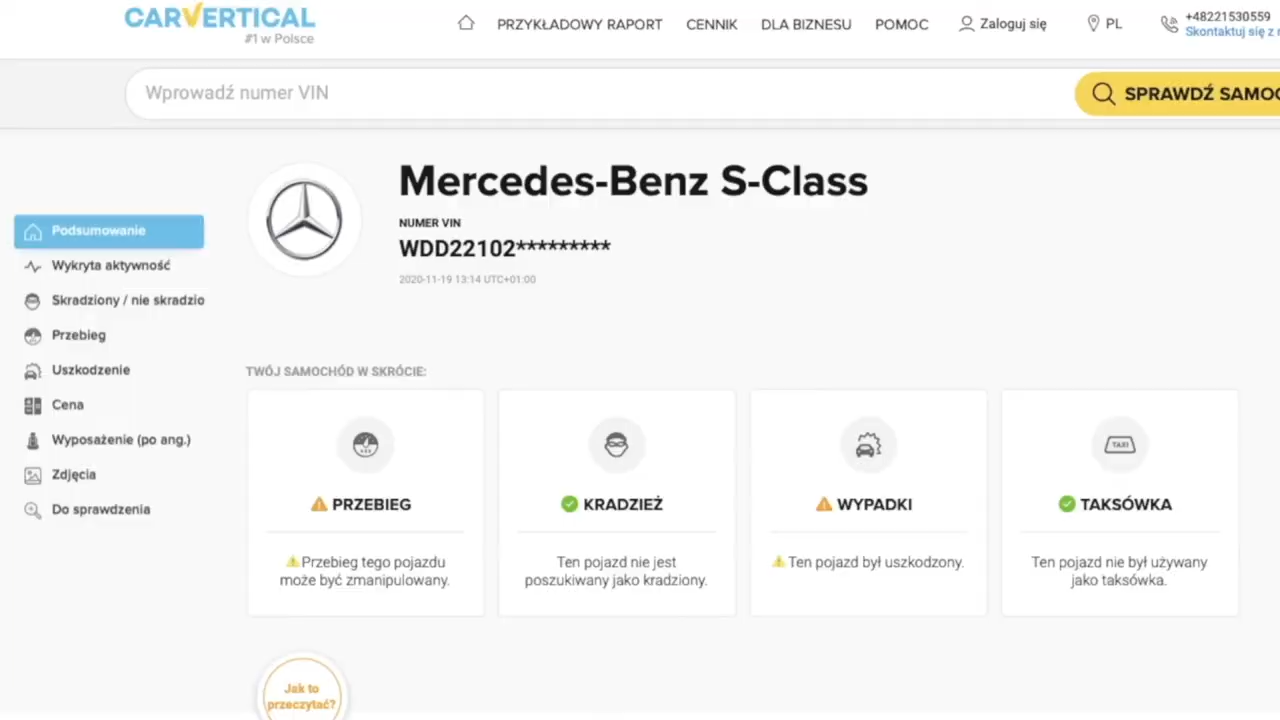 CARVERTICAL
#1 w Polsce
PRZYKŁADOWY RAPORT
CENNIK
DLA BIZNESU
POMOC
Zaloguj się
PL
+48221530559
Skontaktuj się z
Wprowadź numer VIN
SPRAWDŹ SAMOC
Mercedes-Benz S-Class
NUMER VIN
WDD22102*********
2020-11-19 13:14 UTC+01:00
Podsumowanie
Wykryta aktywność
Skradziony / nie skradzio
Przebieg
Uszkodzenie
Cena
Wyposażenie (po ang.)
Zdjęcia
Do sprawdzenia
TWÓJ SAMOCHÓD W SKRÓCIE:
PRZEBIEG
Przebieg tego pojazdu
może być zmanipulowany.
KRADZIEŻ
Ten pojazd nie jest
poszukiwany jako kradziony.
WYPADKI
Ten pojazd był uszkodzony.
TAXI
TAKSÓWKA
Ten pojazd nie był używany
jako taksówka.
Jak to
przeczytać?